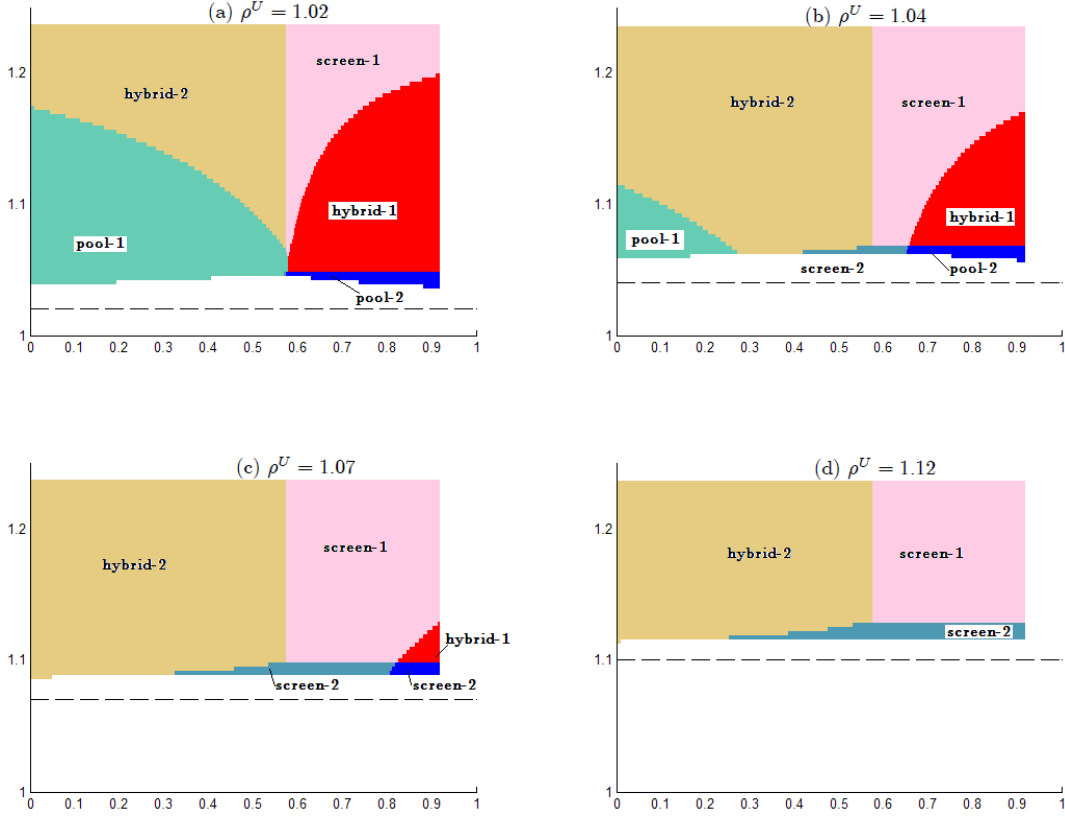 (a) ρ^U = 1.02
1.2
1.1
1
hybrid-2
screen-1
hybrid-1
pool-1
pool-2
0 0.1 0.2 0.3 0.4 0.5 0.6 0.7 0.8 0.9 1
(b) ρ^U = 1.04
1.2
1.1
1
hybrid-2
screen-1
hybrid-1
pool-1
screen-2
pool-2
0 0.1 0.2 0.3 0.4 0.5 0.6 0.7 0.8 0.9 1
(c) ρ^U = 1.07
1.2
1.1
1
hybrid-2
screen-1
hybrid-1
screen-2
screen-2
0 0.1 0.2 0.3 0.4 0.5 0.6 0.7 0.8 0.9 1
(d) ρ^U = 1.12
1.2
1.1
1
hybrid-2
screen-1
screen-2
0 0.1 0.2 0.3 0.4 0.5 0.6 0.7 0.8 0.9 1